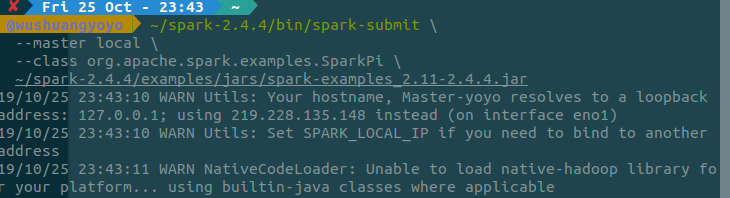 ✘ Fri 25 Oct - 23:43 ~
@wushuangyoyo ~/spark-2.4.4/bin/spark-submit \
--master local \
--class org.apache.spark.examples.SparkPi \
~/spark-2.4.4/examples/jars/spark-examples_2.11-2.4.4.jar
19/10/25 23:43:10 WARN Utils: Your hostname, Master-yoyo resolves to a loopback
address: 127.0.0.1; using 219.228.135.148 instead (on interface eno1)
19/10/25 23:43:10 WARN Utils: Set SPARK_LOCAL_IP if you need to bind to another
address
19/10/25 23:43:11 WARN NativeCodeLoader: Unable to load native-hadoop library fo
r your platform... using builtin-java classes where applicable